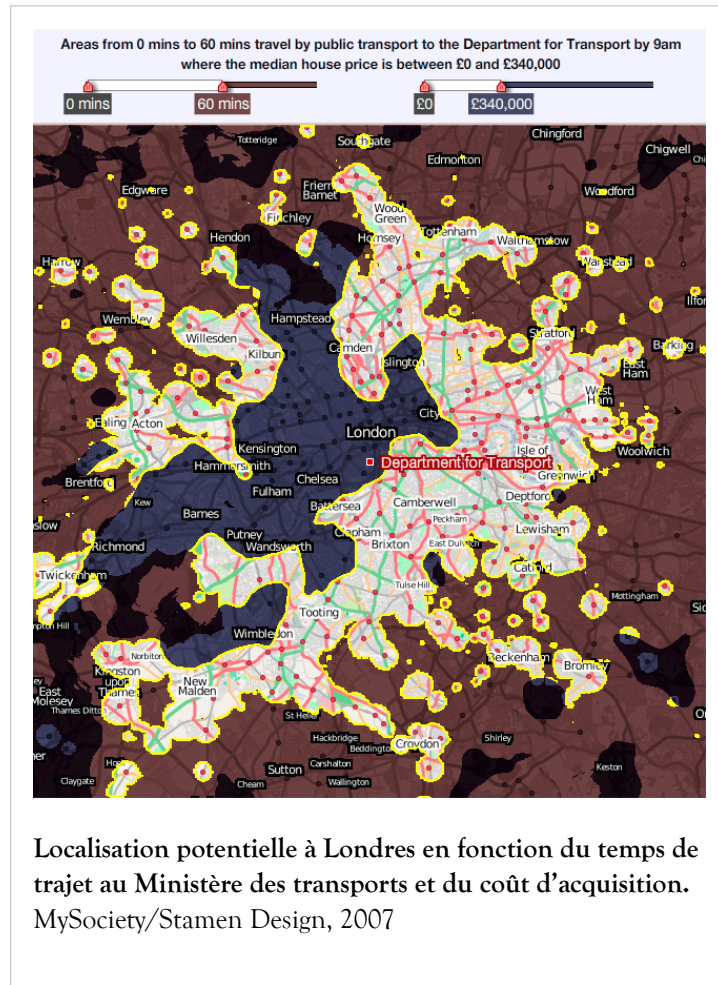 Areas from 0 mins to 60 mins travel by public transport to the Department for Transport by 9am
where the median house price is between £0 and £340,000
0 mins
60 mins
£0
£340,000
Totteridge
Southgate
Chingford
Edmonton
Chigwell
Edgware
Friern
Barnet
Woodford
Finchley
Wood
Green
Hendon
Hornsey
Tottenham
Walthamstow
Harrow
Wanstead
Hampstead
Wembley
Willesden
Kilburn
Camden
Islington
Stratford
Barking
East
Ham
West
Ham
Ealing
Acton
City
London
Kensington
Hammersmith
Department for Transport
Isle of
Greenwich
Woolwich
Brentford
Chelsea
Fulham
Kew
Barnes
Battersea
Camberwell
Deptford
Peckham
Putney
Clapham
Brixton
East Dulwich
Lewisham
Richmond
Wandsworth
Twickenham
Catford
Tulse Hill
Mottingham
Tooting
Wimbledon
Norbiton
Kingston
upon
Thames
New
Malden
Beckenham
Bromley
East
Molesey
Thames Ditton
St Helier
Hackbridge
Beddington
Croydon
Shirley
Claygate
Sutton
Carshalton
Cheam
Wallington
Keston
Localisation potentielle à Londres en fonction du temps de
trajet au Ministère des transports et du coût d'acquisition.
MySociety/Stamen Design, 2007